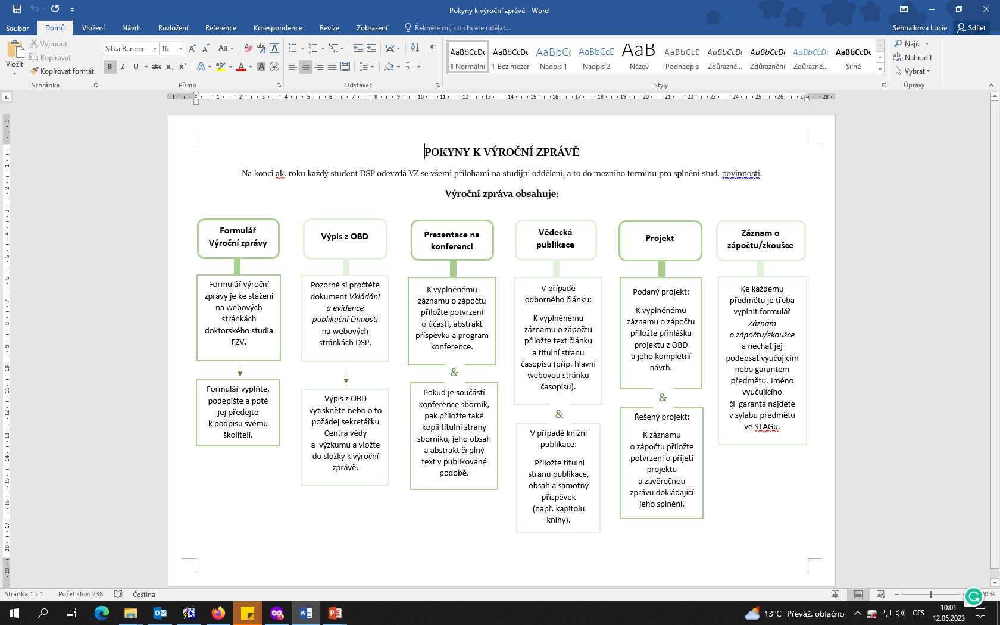 Pokyny k výroční zprávě - Word
Soubor Domů Vložení Návrh Rozložení Reference Korespondence Revize Zobrazení Řekněte mi, co chcete udělat... Sehnalkova Lucie Sdílet
Vložit
Vyjmout
Kopírovat
Kopírovat formát
Schránka
Sitka Banner 16
Písmo
Odstavec
AaBbCcDc AaBbCcDc AaBbCc AaBbCcD AaB AaBbCcD AaBbCcDc AaBbCcDc AaBbCcDc AaBbCcDc
¶ Normální ¶ Bez mezer Nadpis 1 Nadpis 2 Název Podnadpis Zdůrazně... Zdůraznění Zdůrazně... Silné
Styly
Najít
Nahradit
Vybrat
Úpravy
POKYNY K VÝROČNÍ ZPRÁVĚ
Na konci ak. roku každý student DSP odevzdá VZ se všemi přílohami na studijní oddělení, a to do mezního termínu pro splnění stud. povinností.
Výroční zpráva obsahuje:
Formulář
Výroční zprávy
Formulář výroční
zprávy je ke stažení
na webových
stránkách
doktorského studia
FZV.
Formulář vyplňte,
podepište a poté
jej předejte
k podpisu svému
školiteli.
Výpis z OBD
Pozorně si pročtěte
dokument Vkládání
a evidence
publikační činnosti
na webových
stránkách DSP.
Výpis z OBD
vytiskněte nebo o to
požádej sekretářku
Centra vědy
a výzkumu a vložte
do složky k výroční
zprávě.
Prezentace na
konferenci
K vyplněnému
záznamu o zápočtu
přiložte potvrzení
o účasti, abstrakt
příspěvku a program
konference.
&
Pokud je součástí
konference sborník,
pak přiložte také
kopii titulní strany
sborníku, jeho obsah
a abstrakt či plný
text v publikované
podobě.
Vědecká
publikace
V případě
odborného článku:
K vyplněnému
záznamu o zápočtu
přiložte text článku
a titulní stranu
časopisu (příp. hlavní
webovou stránku
časopisu).
&
V případě knižní
publikace:
Přiložte titulní
stranu publikace,
obsah a samotný
příspěvek
(např. kapitolu
knihy).
Projekt
Podaný projekt:
K vyplněnému
záznamu o zápočtu
přiložte přihlášku
projektu z OBD
a jeho kompletní
návrh.
&
Řešený projekt:
K záznamu
o zápočtu přiložte
potvrzení o přijetí
projektu
a závěrečnou
zprávu dokládající
jeho splnění.
Záznam o
zápočtu/zkoušce
Ke každému
předmětu je třeba
vyplnit formulář
Záznam
o zápočtu/zkoušce
a nechat jej
podepsat vyučujícím
nebo garantem
předmětu. Jméno
vyučujícího
či garanta najdete
v sylabu předmětu
ve STAGu.
Stránka 1 z 1 Počet slov: 238 Čeština
13°C Převáž. oblačno CES 10:01
12.05.2023